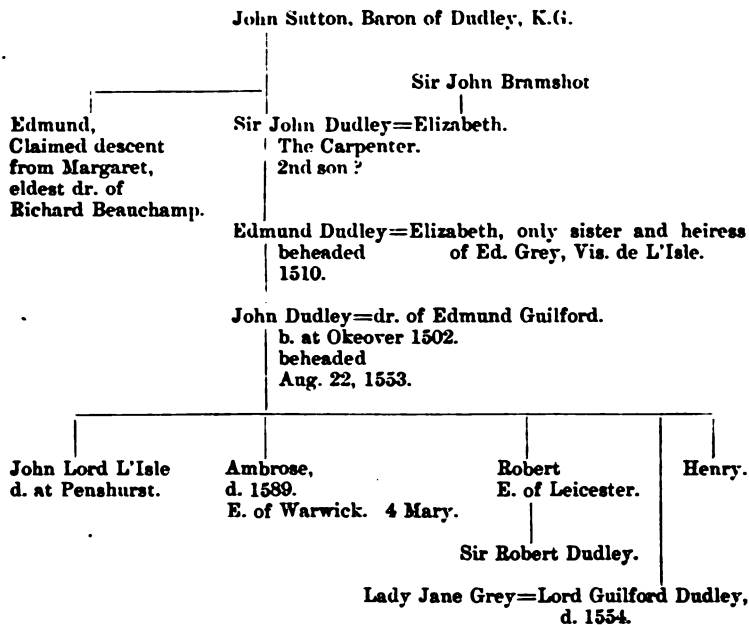 John Sutton, Baron of Dudley, K.G.
Sir John Bramshot
Edmund,
Claimed descent
from Margaret,
eldest dr. of
Richard Beauchamp.
Sir John Dudley=Elizabeth.
The Carpenter.
2nd son ?
Edmund Dudley=Elizabeth, only sister and heiress
beheaded of Ed. Grey, Vis. de L'Isle.
1510.
John Dudley=dr. of Edmund Guilford.
b. at Okeover 1502.
beheaded
Aug. 22, 1553.
John Lord L'Isle
d. at Penshurst.
Ambrose,
d. 1589.
E. of Warwick. 4 Mary.
Robert
E. of Leicester.
Henry.
Sir Robert Dudley.
Lady Jane Grey=Lord Guilford Dudley,
d. 1554.